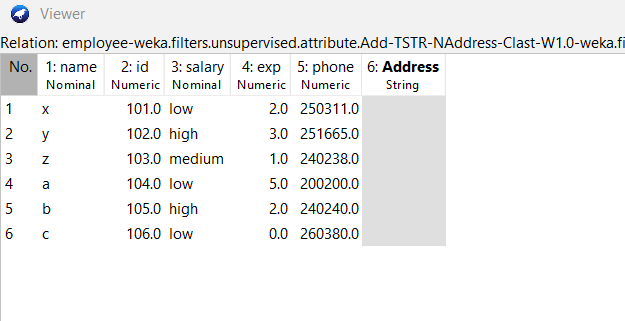 Viewer
Relation: employee-weka.filters.unsupervised.attribute.Add-TSTR-NAddress-Clast-W1.0-weka.fi
No. 1: name 2: id 3: salary 4: exp 5: phone 6: Address
Nominal Numeric Nominal Numeric Numeric String
1 x 101.0 low 2.0 250311.0
2 y 102.0 high 3.0 251665.0
3 z 103.0 medium 1.0 240238.0
4 a 104.0 low 5.0 200200.0
5 b 105.0 high 2.0 240240.0
6 c 106.0 low 0.0 260380.0